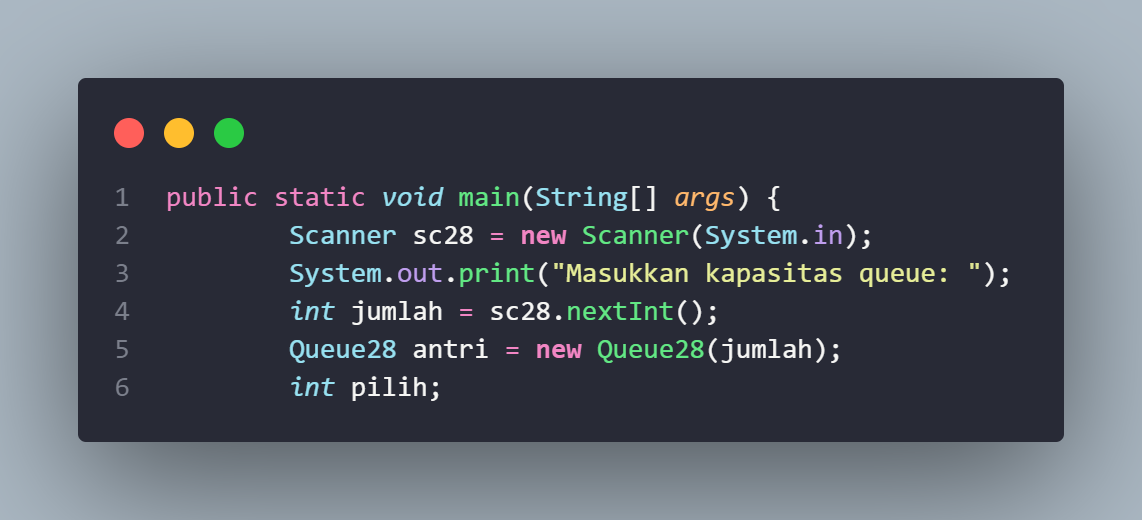 1 public static void main(String[] args) {
2 Scanner sc28 = new Scanner(System.in);
3 System.out.print("Masukkan kapasitas queue: ");
4 int jumlah = sc28.nextInt();
5 Queue28 antri = new Queue28(jumlah);
6 int pilih;